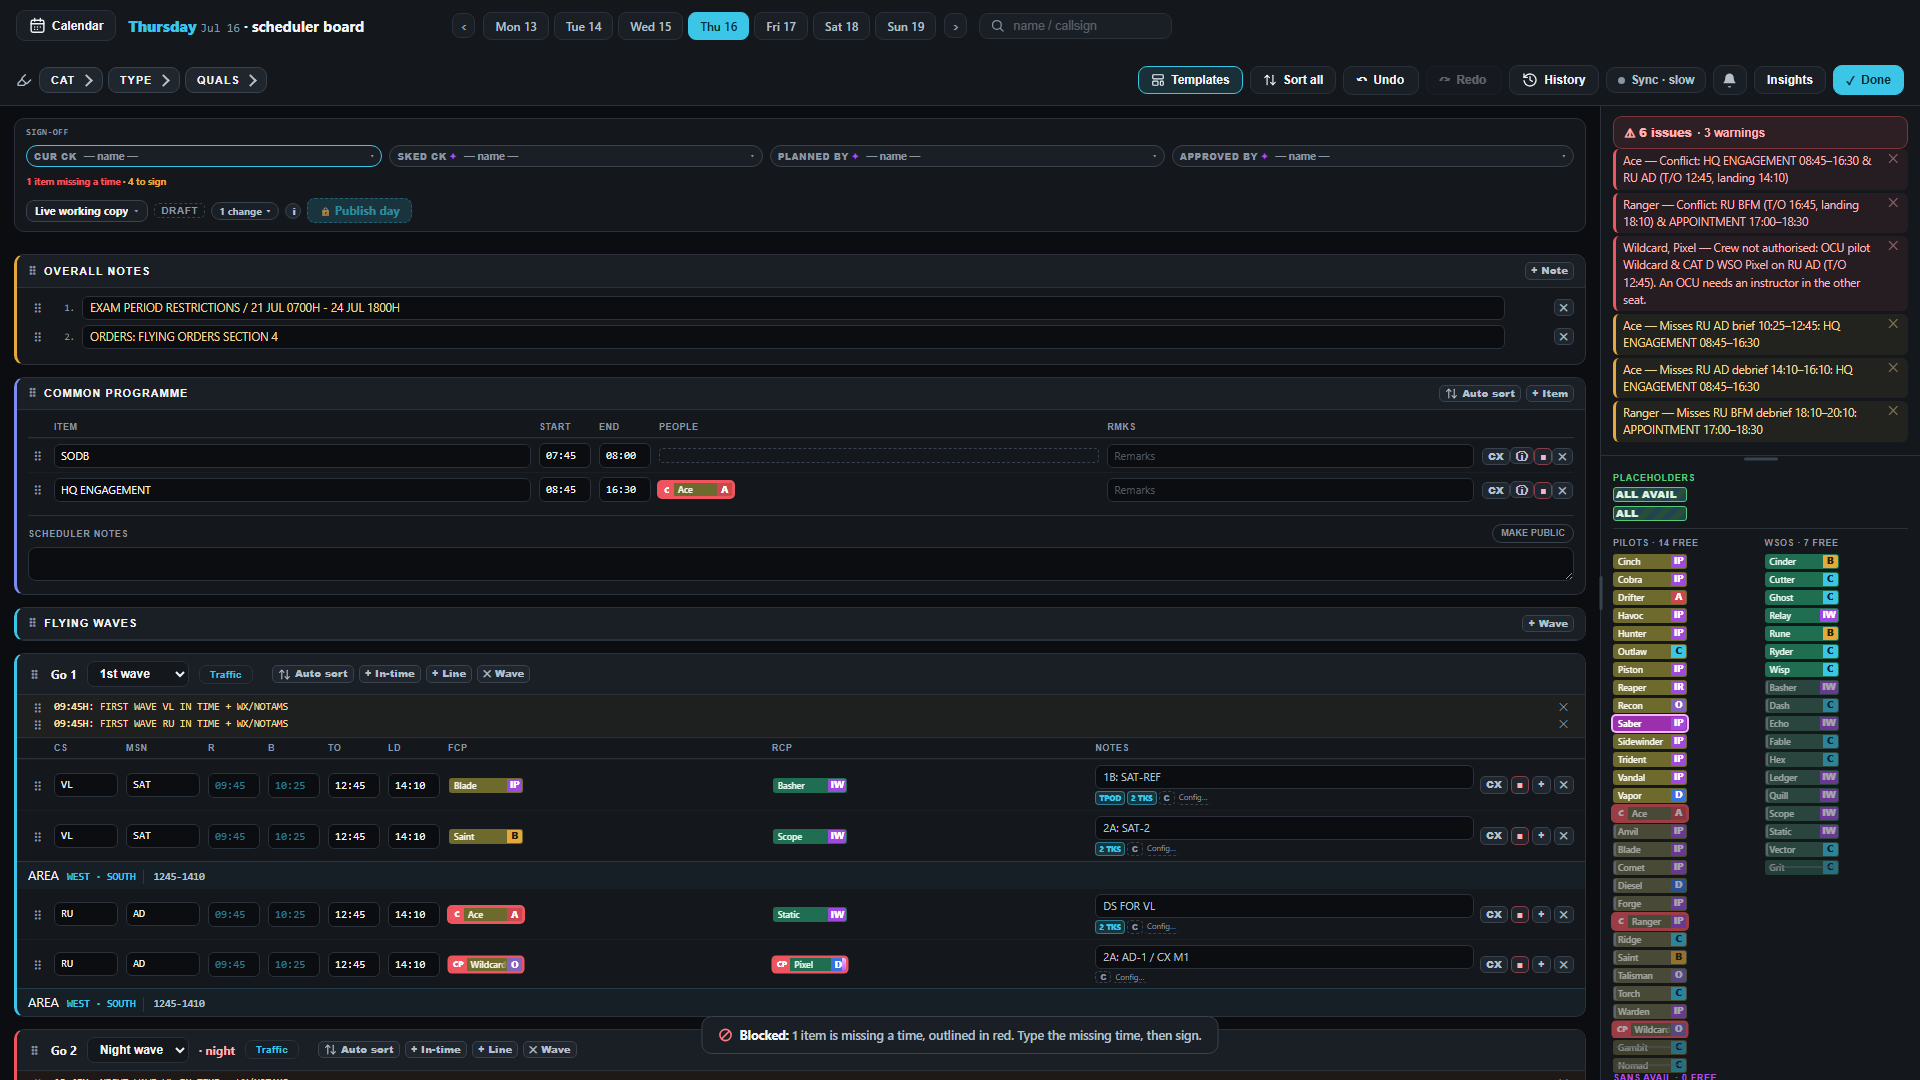 Calendar
Thursday Jul 16 · scheduler board
‹ Mon 13 Tue 14 Wed 15 Thu 16 Fri 17 Sat 18 Sun 19 ›
name / callsign
CAT TYPE QUALS
Templates Sort all Undo Redo History Sync · slow Insights ✓ Done
SIGN-OFF
CUR CK — name — SKED CK — name — PLANNED BY — name — APPROVED BY — name —
1 item missing a time · 4 to sign
Live working copy DRAFT 1 change i Publish day
OVERALL NOTES
+ Note
1. EXAM PERIOD RESTRICTIONS / 21 JUL 0700H - 24 JUL 1800H
2. ORDERS: FLYING ORDERS SECTION 4
COMMON PROGRAMME
Auto sort + Item
ITEM START END PEOPLE RMKS
SODB 07:45 08:00 Remarks CX
HQ ENGAGEMENT 08:45 16:30 C Ace A Remarks CX
SCHEDULER NOTES
MAKE PUBLIC
FLYING WAVES
+ Wave
Go 1 1st wave Traffic Auto sort + In-time + Line X Wave
09:45H: FIRST WAVE VL IN TIME + WX/NOTAMS
09:45H: FIRST WAVE RU IN TIME + WX/NOTAMS
CS MSN R B TO LD FCP RCP NOTES
VL SAT 09:45 10:25 12:45 14:10 Blade IP Basher IW 1B: SAT-REF CX
TPOD 2 TKS C Config...
VL SAT 09:45 10:25 12:45 14:10 Saint B Scope IW 2A: SAT-2 CX
2 TKS C Config...
AREA WEST · SOUTH 1245-1410
RU AD 09:45 10:25 12:45 14:10 C Ace A Static IW DS FOR VL CX
2 TKS C Config...
RU AD 09:45 10:25 12:45 14:10 CP Wildcard O CP Pixel D 2A: AD-1 / CX M1 CX
C Config...
AREA WEST · SOUTH 1245-1410
Go 2 Night wave · night Traffic Auto sort + In-time + Line X Wave
Blocked: 1 item is missing a time, outlined in red. Type the missing time, then sign.
6 issues · 3 warnings
Ace — Conflict: HQ ENGAGEMENT 08:45–16:30 &
RU AD (T/O 12:45, landing 14:10)
Ranger — Conflict: RU BFM (T/O 16:45, landing
18:10) & APPOINTMENT 17:00–18:30
Wildcard, Pixel — Crew not authorised: OCU pilot
Wildcard & CAT D WSO Pixel on RU AD (T/O
12:45). An OCU needs an instructor in the other
seat.
Ace — Misses RU AD brief 10:25–12:45: HQ
ENGAGEMENT 08:45–16:30
Ace — Misses RU AD debrief 14:10–16:10: HQ
ENGAGEMENT 08:45–16:30
Ranger — Misses RU BFM debrief 18:10–20:10:
APPOINTMENT 17:00–18:30
PLACEHOLDERS
ALL AVAIL
ALL
PILOTS · 14 FREE
Cinch IP
Cobra IP
Drifter A
Havoc IP
Hunter IP
Outlaw C
Piston IP
Reaper IR
Recon O
Saber IP
Sidewinder IP
Trident IP
Vandal IP
Vapor D
C Ace A
Anvil IP
Blade IP
Comet IP
Diesel D
Forge IP
C Ranger IP
Ridge C
Saint B
Talisman O
Torch C
Warden IP
CP Wildcard O
Gambit C
Nomad C
SANS AVAIL · 0 FREE
WSOS · 7 FREE
Cinder B
Cutter C
Ghost C
Relay IW
Rune B
Ryder C
Wisp C
Basher IW
Dash C
Echo IW
Fable C
Hex C
Ledger IW
Quill IW
Scope IW
Static IW
Vector C
Grit C